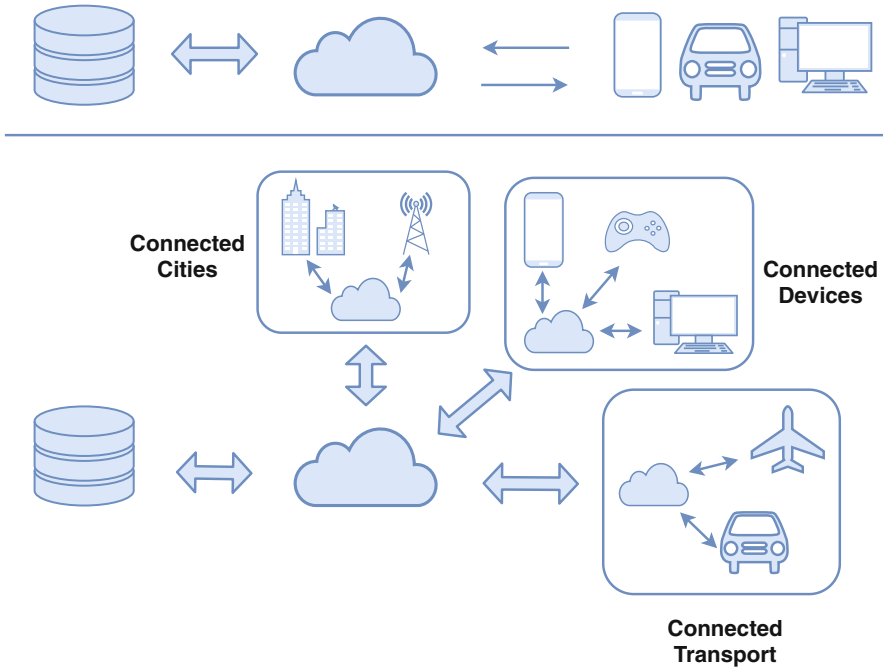 Connected
Cities
Connected
Devices
Connected
Transport